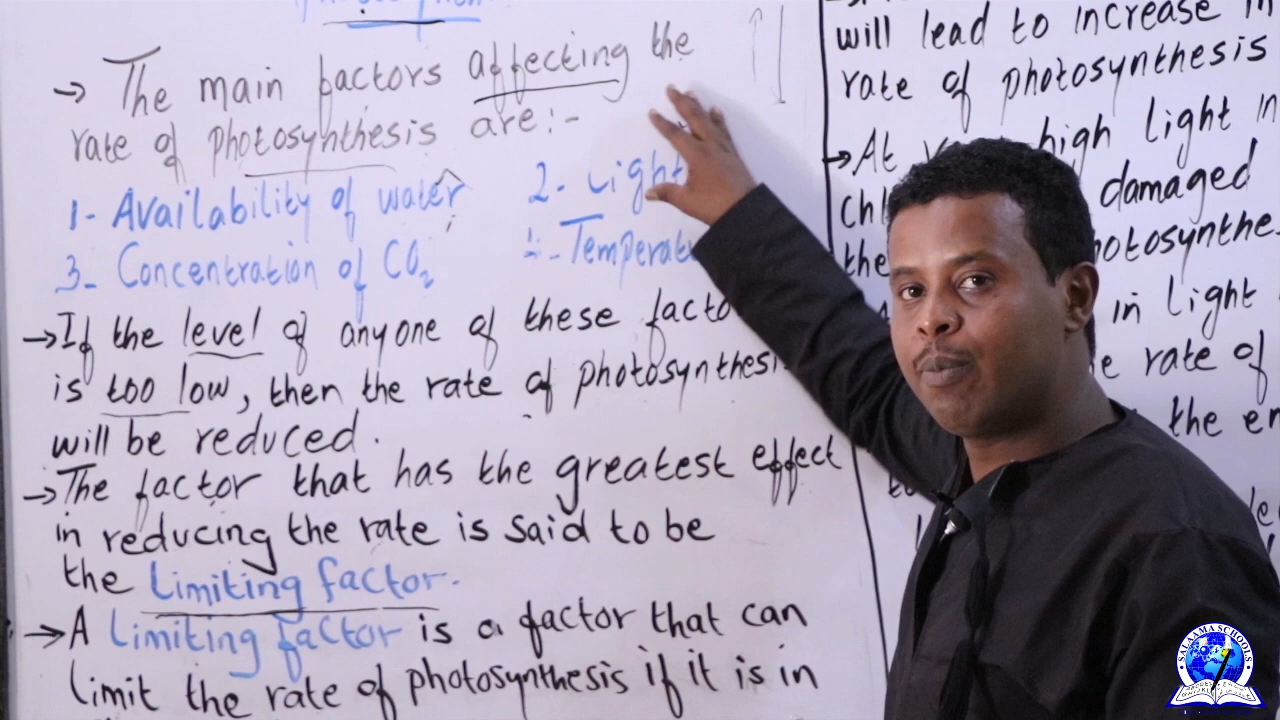 → The main factors affecting the
rate of photosynthesis are:-
1- Availability of water 2- Light
3- Concentration of CO₂ 4-Temperat
→If the level of anyone of these facto
is too low, then the rate of photosynthesi
will be reduced.
→The factor that has the greatest effect
in reducing the rate is said to be
the Limiting factor.
→A Limiting factor is a factor that can
limit the rate of photosynthesis if it is in
will lead to increase in
rate of photosynthesis
→At high light in
damaged
the hotosynthe
in light
rate of
the en
SALAAMA SCHOOLS